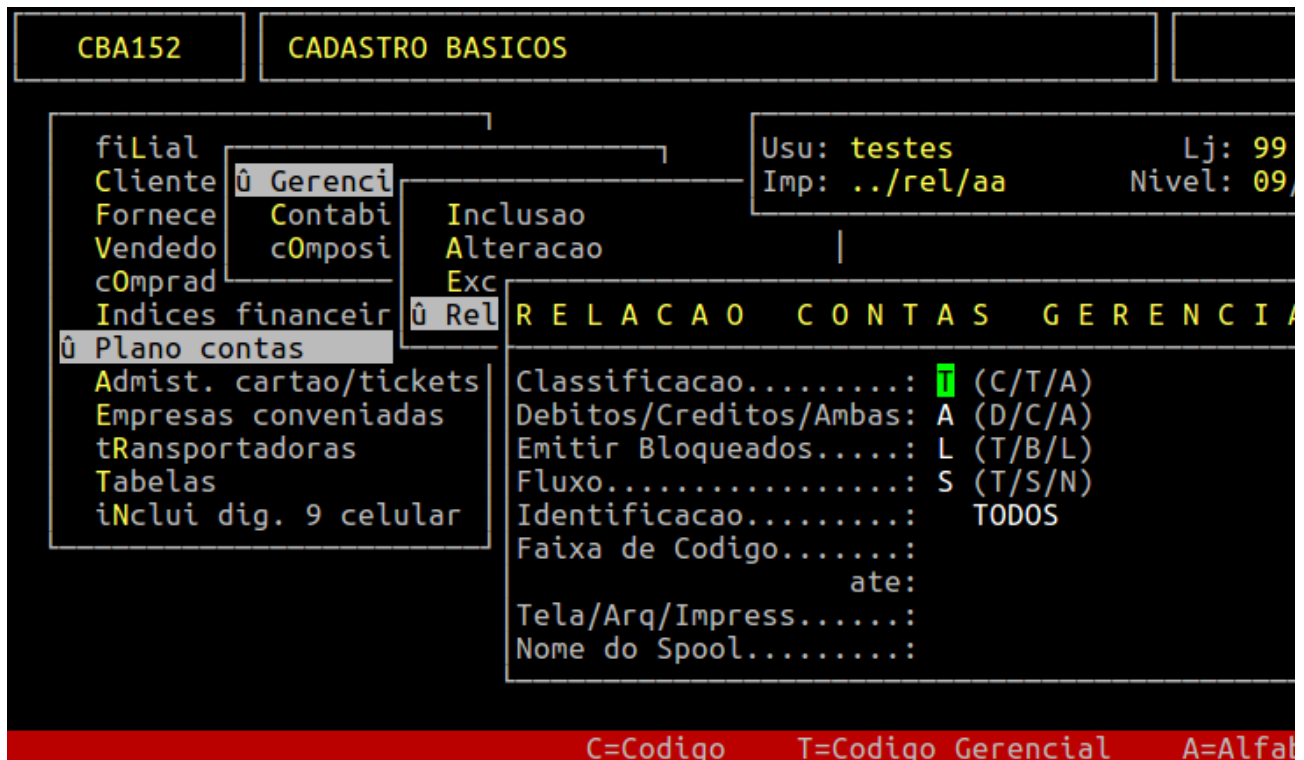 CBA152 CADASTRO BASICOS
fiLial
Usu: testes Lj: 99
Cliente û Gerenci
Imp: ../rel/aa Nivel: 09/
Fornece Contabi Inclusao
Vendedo cOmposi Alteracao
cOmprad Exc
Indices financeir û Rel R E L A C A O C O N T A S G E R E N C I A
û Plano contas
Admist. cartao/tickets Classificacao.........: T (C/T/A)
Empresas conveniadas Debitos/Creditos/Ambas: A (D/C/A)
tRansportadoras Emitir Bloqueados.....: L (T/B/L)
Tabelas Fluxo.................: S (T/S/N)
iNclui dig. 9 celular Identificacao.........: TODOS
Faixa de Codigo.......:
ate:
Tela/Arq/Impress......:
Nome do Spool.........:
C=Codigo T=Codigo Gerencial A=Alfab